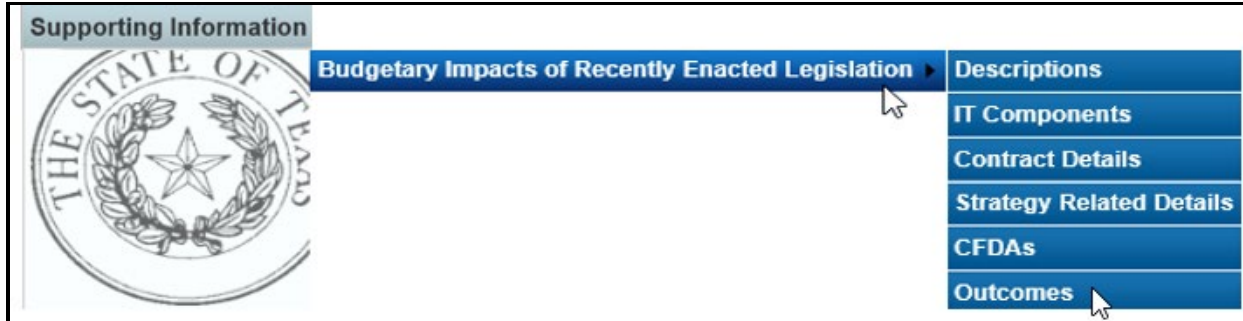 Supporting Information
THE STATE OF TEXAS
Budgetary Impacts of Recently Enacted Legislation
Descriptions
IT Components
Contract Details
Strategy Related Details
CFDAs
Outcomes